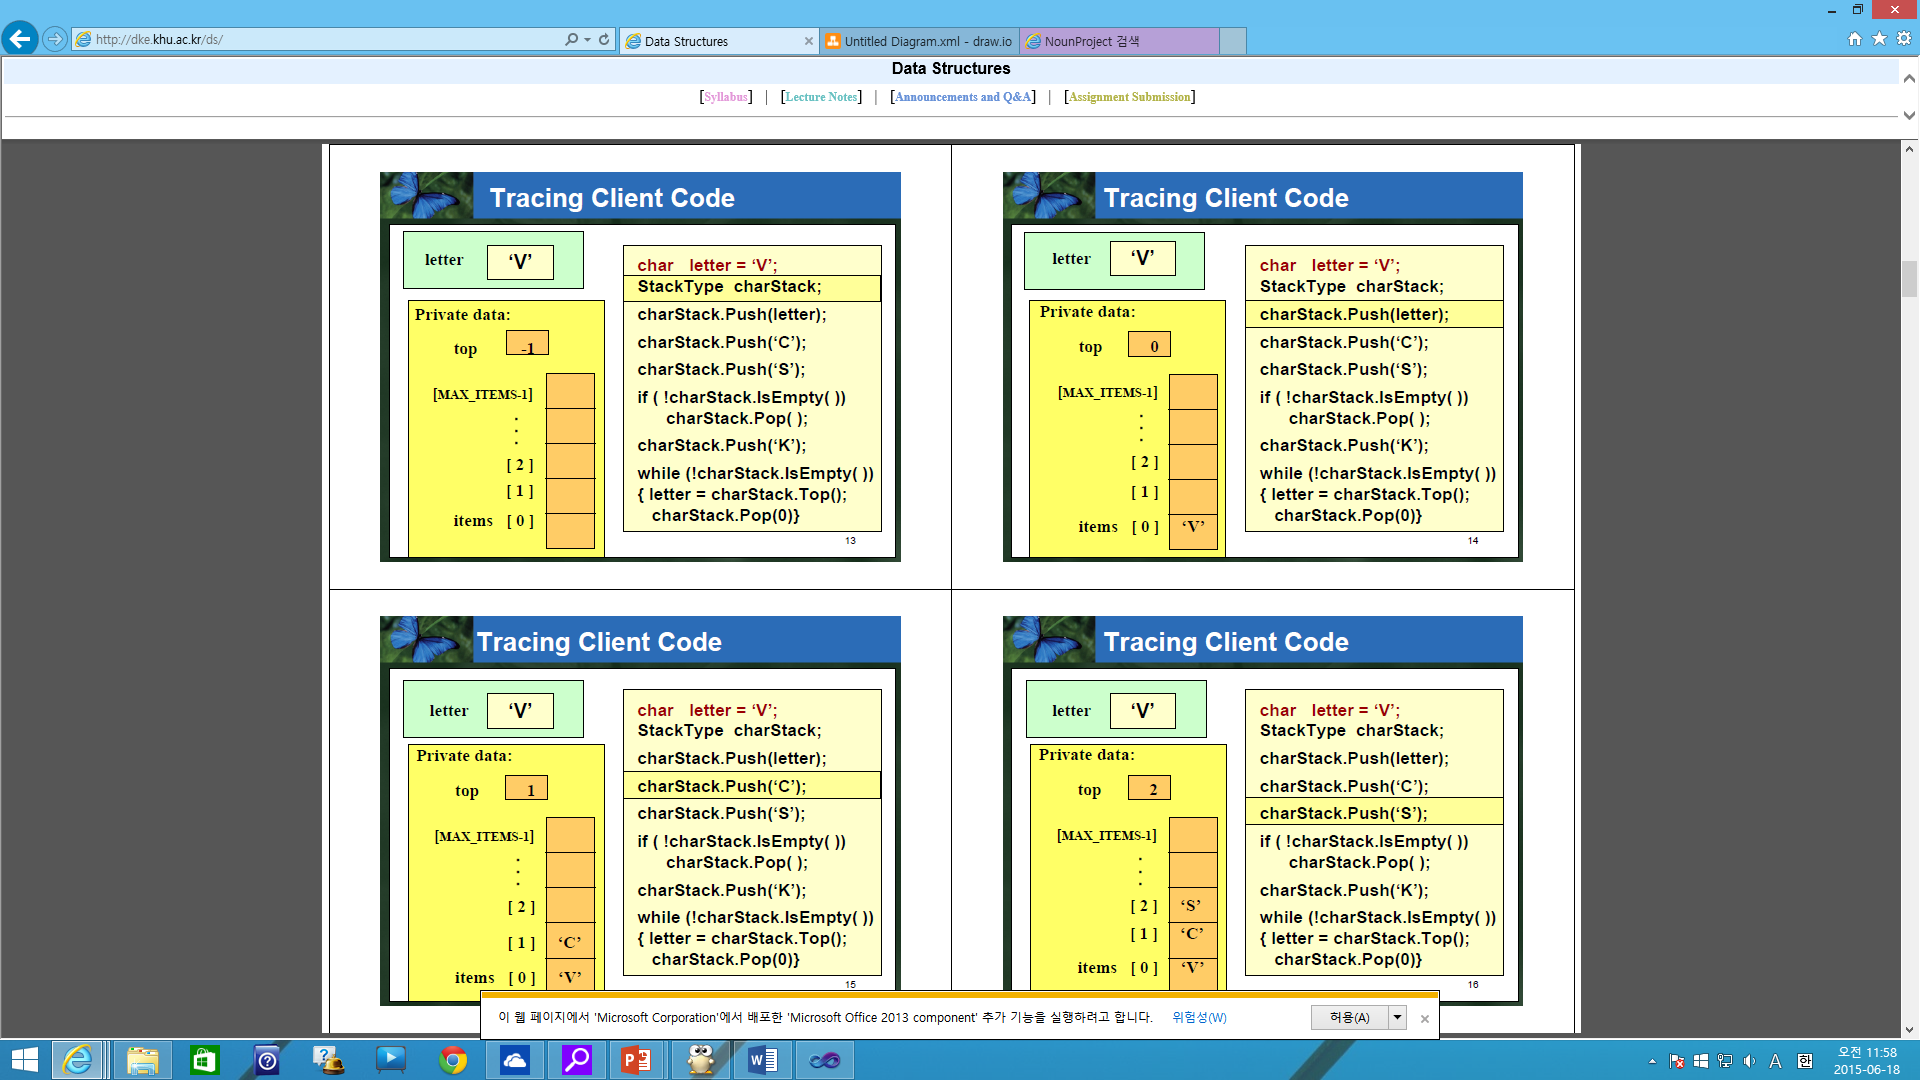 http://dke.khu.ac.kr/ds/
Data Structures
Untitled Diagram.xml - draw.io
NounProject 검색
Data Structures
[Syllabus] | [Lecture Notes] | [Announcements and Q&A] | [Assignment Submission]
Tracing Client Code
letter ‘V’
Private data:
top -1
[MAX_ITEMS-1]
.
.
.
[ 2 ]
[ 1 ]
items [ 0 ]
char letter = ‘V’;
StackType charStack;
charStack.Push(letter);
charStack.Push(‘C’);
charStack.Push(‘S’);
if ( !charStack.IsEmpty( ))
charStack.Pop( );
charStack.Push(‘K’);
while (!charStack.IsEmpty( ))
{ letter = charStack.Top();
charStack.Pop(0)}
13
Tracing Client Code
letter ‘V’
Private data:
top 0
[MAX_ITEMS-1]
.
.
.
[ 2 ]
[ 1 ]
items [ 0 ] ‘V’
char letter = ‘V’;
StackType charStack;
charStack.Push(letter);
charStack.Push(‘C’);
charStack.Push(‘S’);
if ( !charStack.IsEmpty( ))
charStack.Pop( );
charStack.Push(‘K’);
while (!charStack.IsEmpty( ))
{ letter = charStack.Top();
charStack.Pop(0)}
14
Tracing Client Code
letter ‘V’
Private data:
top 1
[MAX_ITEMS-1]
.
.
.
[ 2 ]
[ 1 ] ‘C’
items [ 0 ] ‘V’
char letter = ‘V’;
StackType charStack;
charStack.Push(letter);
charStack.Push(‘C’);
charStack.Push(‘S’);
if ( !charStack.IsEmpty( ))
charStack.Pop( );
charStack.Push(‘K’);
while (!charStack.IsEmpty( ))
{ letter = charStack.Top();
charStack.Pop(0)}
15
Tracing Client Code
letter ‘V’
Private data:
top 2
[MAX_ITEMS-1]
.
.
.
[ 2 ] ‘S’
[ 1 ] ‘C’
items [ 0 ] ‘V’
char letter = ‘V’;
StackType charStack;
charStack.Push(letter);
charStack.Push(‘C’);
charStack.Push(‘S’);
if ( !charStack.IsEmpty( ))
charStack.Pop( );
charStack.Push(‘K’);
while (!charStack.IsEmpty( ))
{ letter = charStack.Top();
charStack.Pop(0)}
16
이 웹 페이지에서 'Microsoft Corporation'에서 배포한 'Microsoft Office 2013 component' 추가 기능을 실행하려고 합니다. 위험성(W) 허용(A)
A 한
오전 11:58
2015-06-18